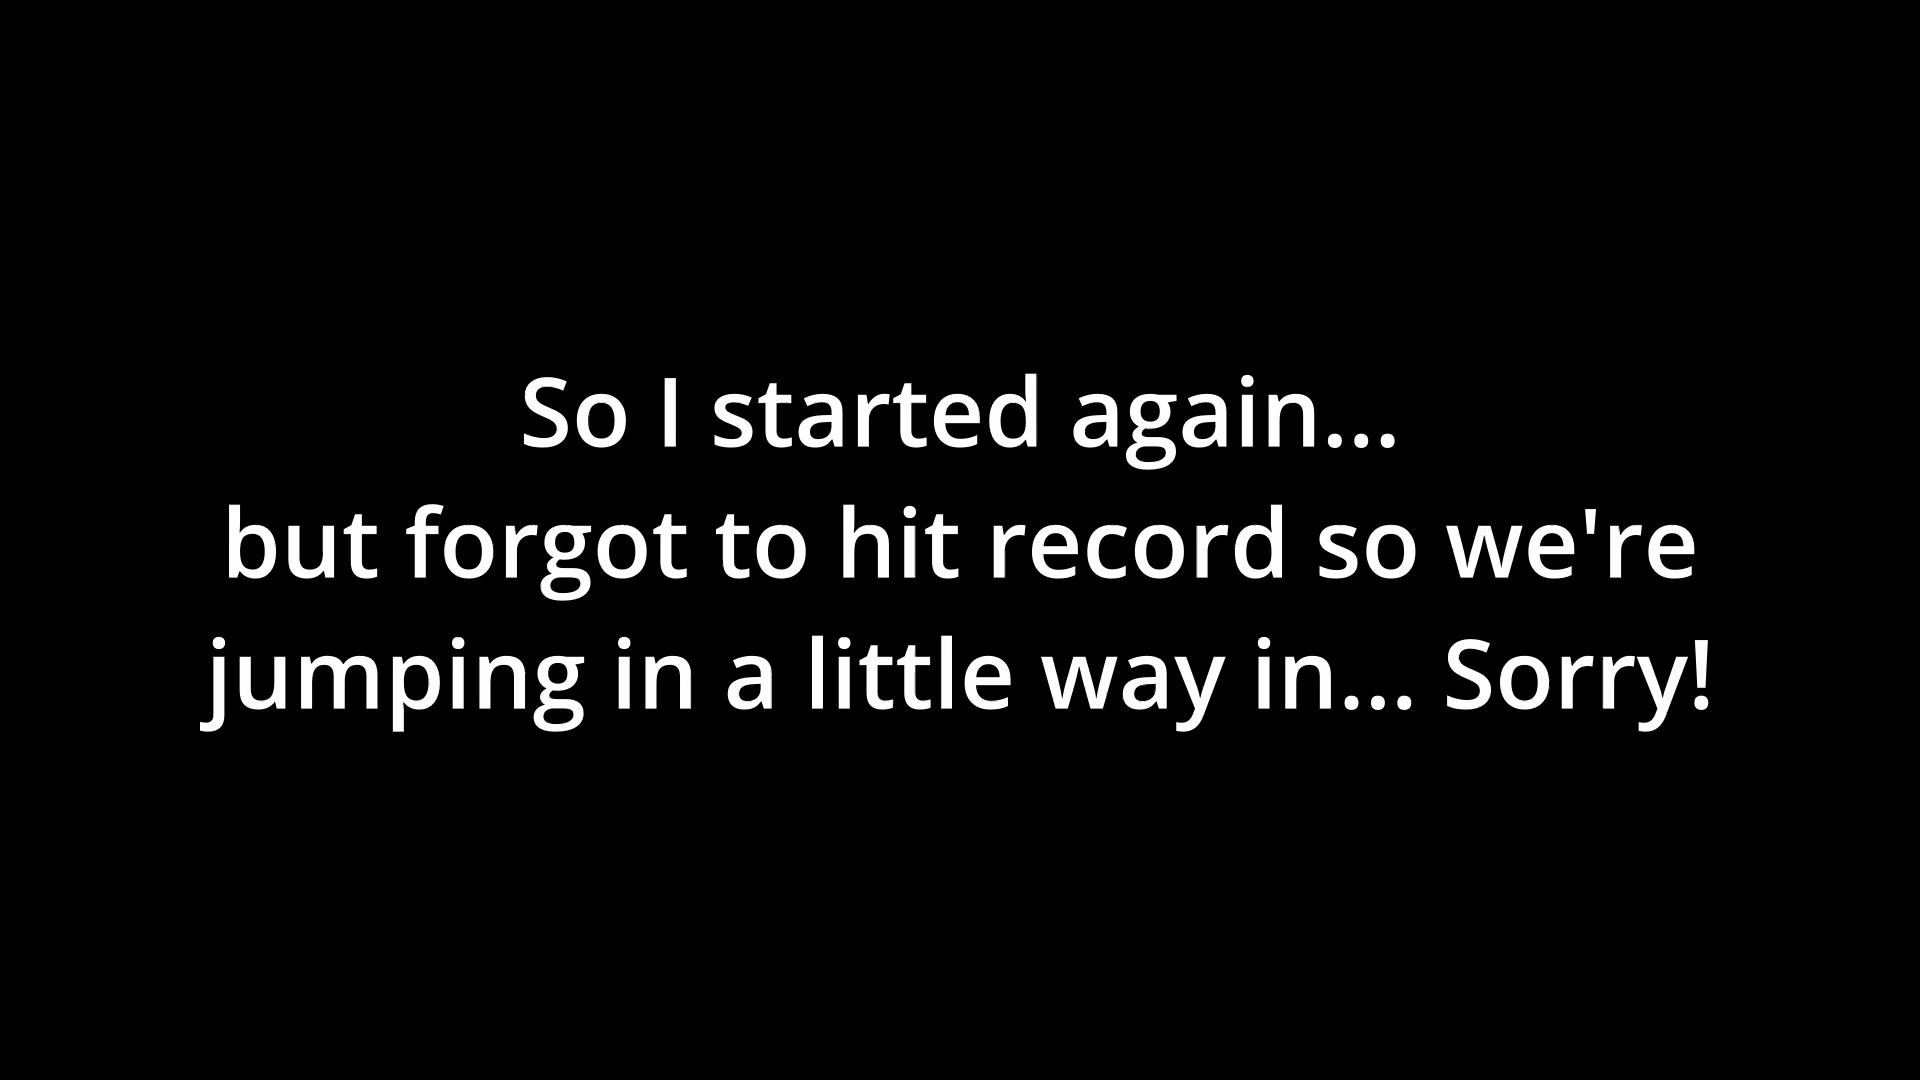 So I started again...
but forgot to hit record so we're
jumping in a little way in... Sorry!